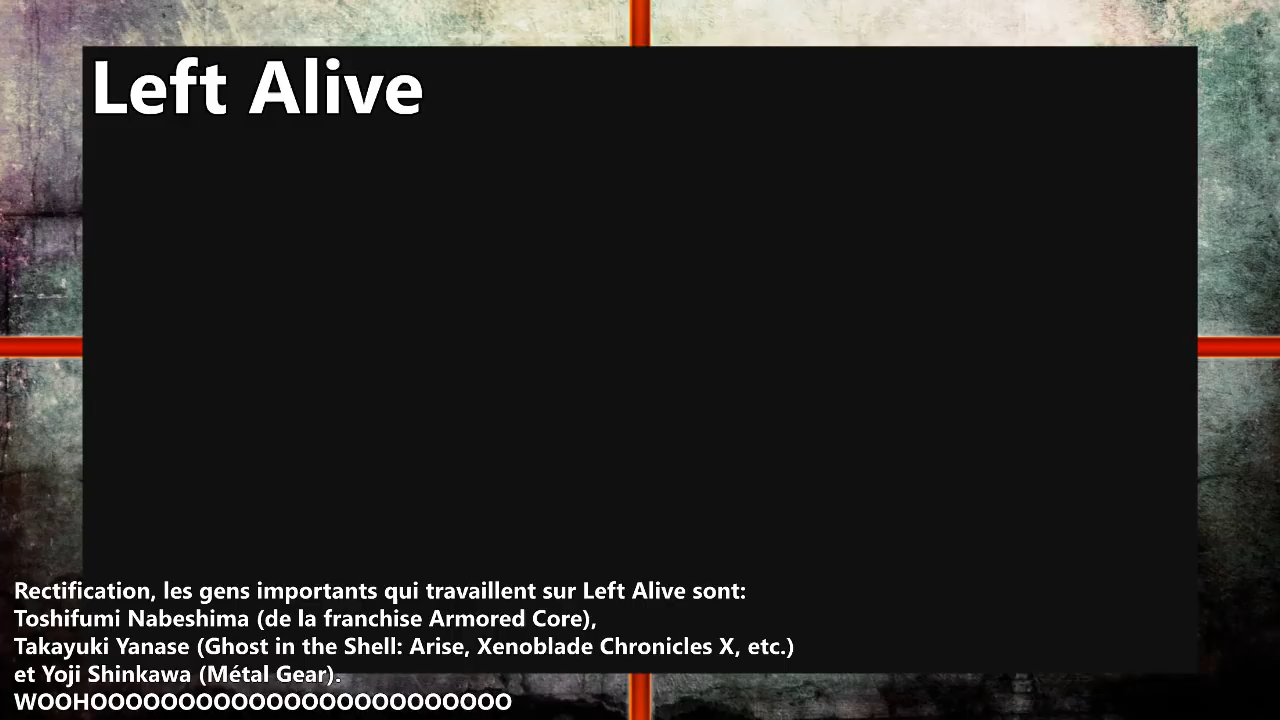 Left Alive
Rectification, les gens importants qui travaillent sur Left Alive sont:
Toshifumi Nabeshima (de la franchise Armored Core),
Takayuki Yanase (Ghost in the Shell: Arise, Xenoblade Chronicles X, etc.)
et Yoji Shinkawa (Métal Gear).
WOOHOOOOOOOOOOOOOOOOOOOOOOOO